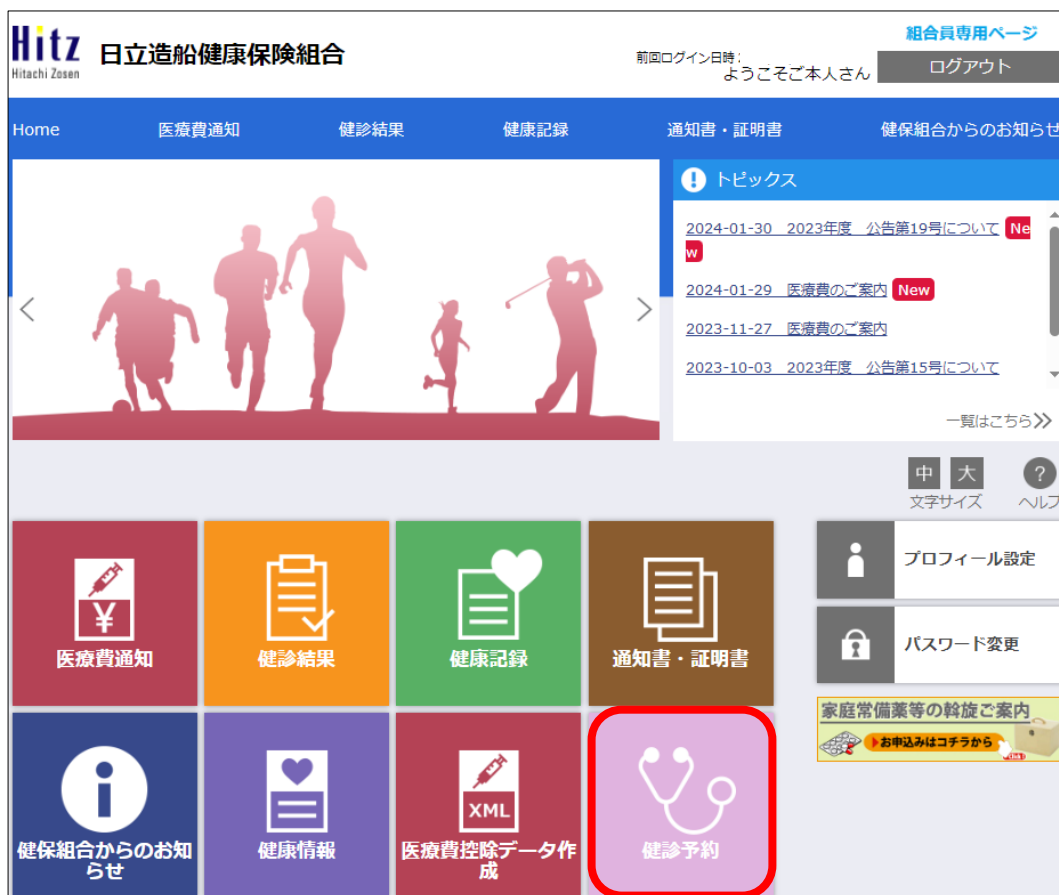 Hitz
Hitachi Zosen
日立造船健康保険組合
組合員専用ページ
前回ログイン日時:
ようこそご本人さん
ログアウト
Home
医療費通知
健診結果
健康記録
通知書・証明書
健保組合からのお知らせ
! トピックス
2024-01-30 2023年度 公告第19号について Ne
w
2024-01-29 医療費のご案内 New
2023-11-27 医療費のご案内
2023-10-03 2023年度 公告第15号について
一覧はこちら
中 大
?
文字サイズ
ヘルプ
¥
医療費通知
健診結果
健康記録
通知書・証明書
プロフィール設定
パスワード変更
家庭常備薬等の斡旋ご案内
お申込みはコチラから
i
健保組合からのお知
らせ
健康情報
XML
医療費控除データ作
成
健診予約